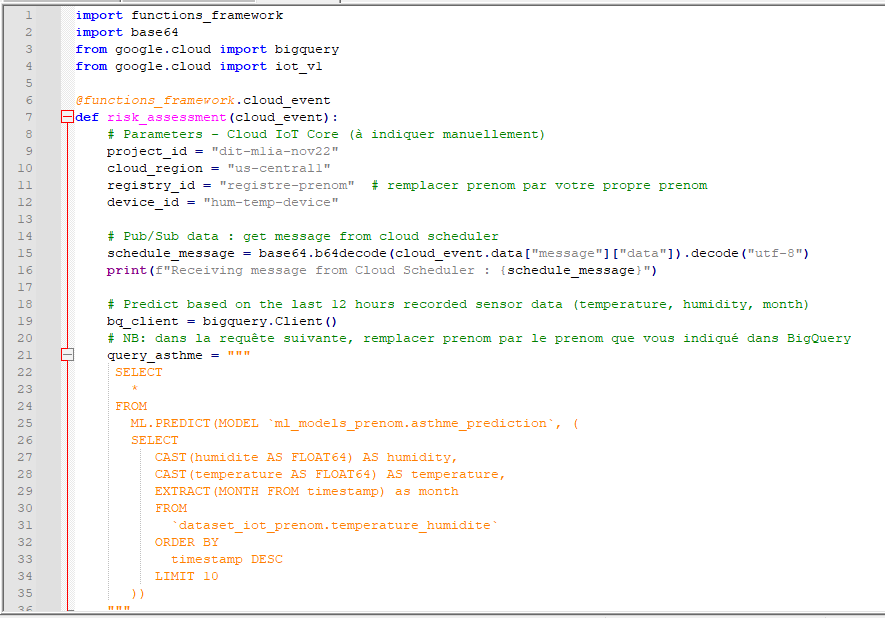 1 import functions_framework
2 import base64
3 from google.cloud import bigquery
4 from google.cloud import iot_v1
5
6 @functions_framework.cloud_event
7 def risk_assessment(cloud_event):
8     # Parameters - Cloud IoT Core (à indiquer manuellement)
9     project_id = "dit-mlia-nov22"
10     cloud_region = "us-central1"
11     registry_id = "registre-prenom"  # remplacer prenom par votre propre prenom
12     device_id = "hum-temp-device"
13
14     # Pub/Sub data : get message from cloud scheduler
15     schedule_message = base64.b64decode(cloud_event.data["message"]["data"]).decode("utf-8")
16     print(f"Receiving message from Cloud Scheduler : {schedule_message}")
17
18     # Predict based on the last 12 hours recorded sensor data (temperature, humidity, month)
19     bq_client = bigquery.Client()
20     # NB: dans la requête suivante, remplacer prenom par le prenom que vous indiqué dans BigQuery
21     query_asthme = """
22      SELECT
23        *
24      FROM
25        ML.PREDICT(MODEL `ml_models_prenom.asthme_prediction`, (
26        SELECT
27           CAST(humidite AS FLOAT64) AS humidity,
28           CAST(temperature AS FLOAT64) AS temperature,
29           EXTRACT(MONTH FROM timestamp) as month
30           FROM
31             `dataset_iot_prenom.temperature_humidite`
32           ORDER BY
33             timestamp DESC
34           LIMIT 10
35        ))
36     """